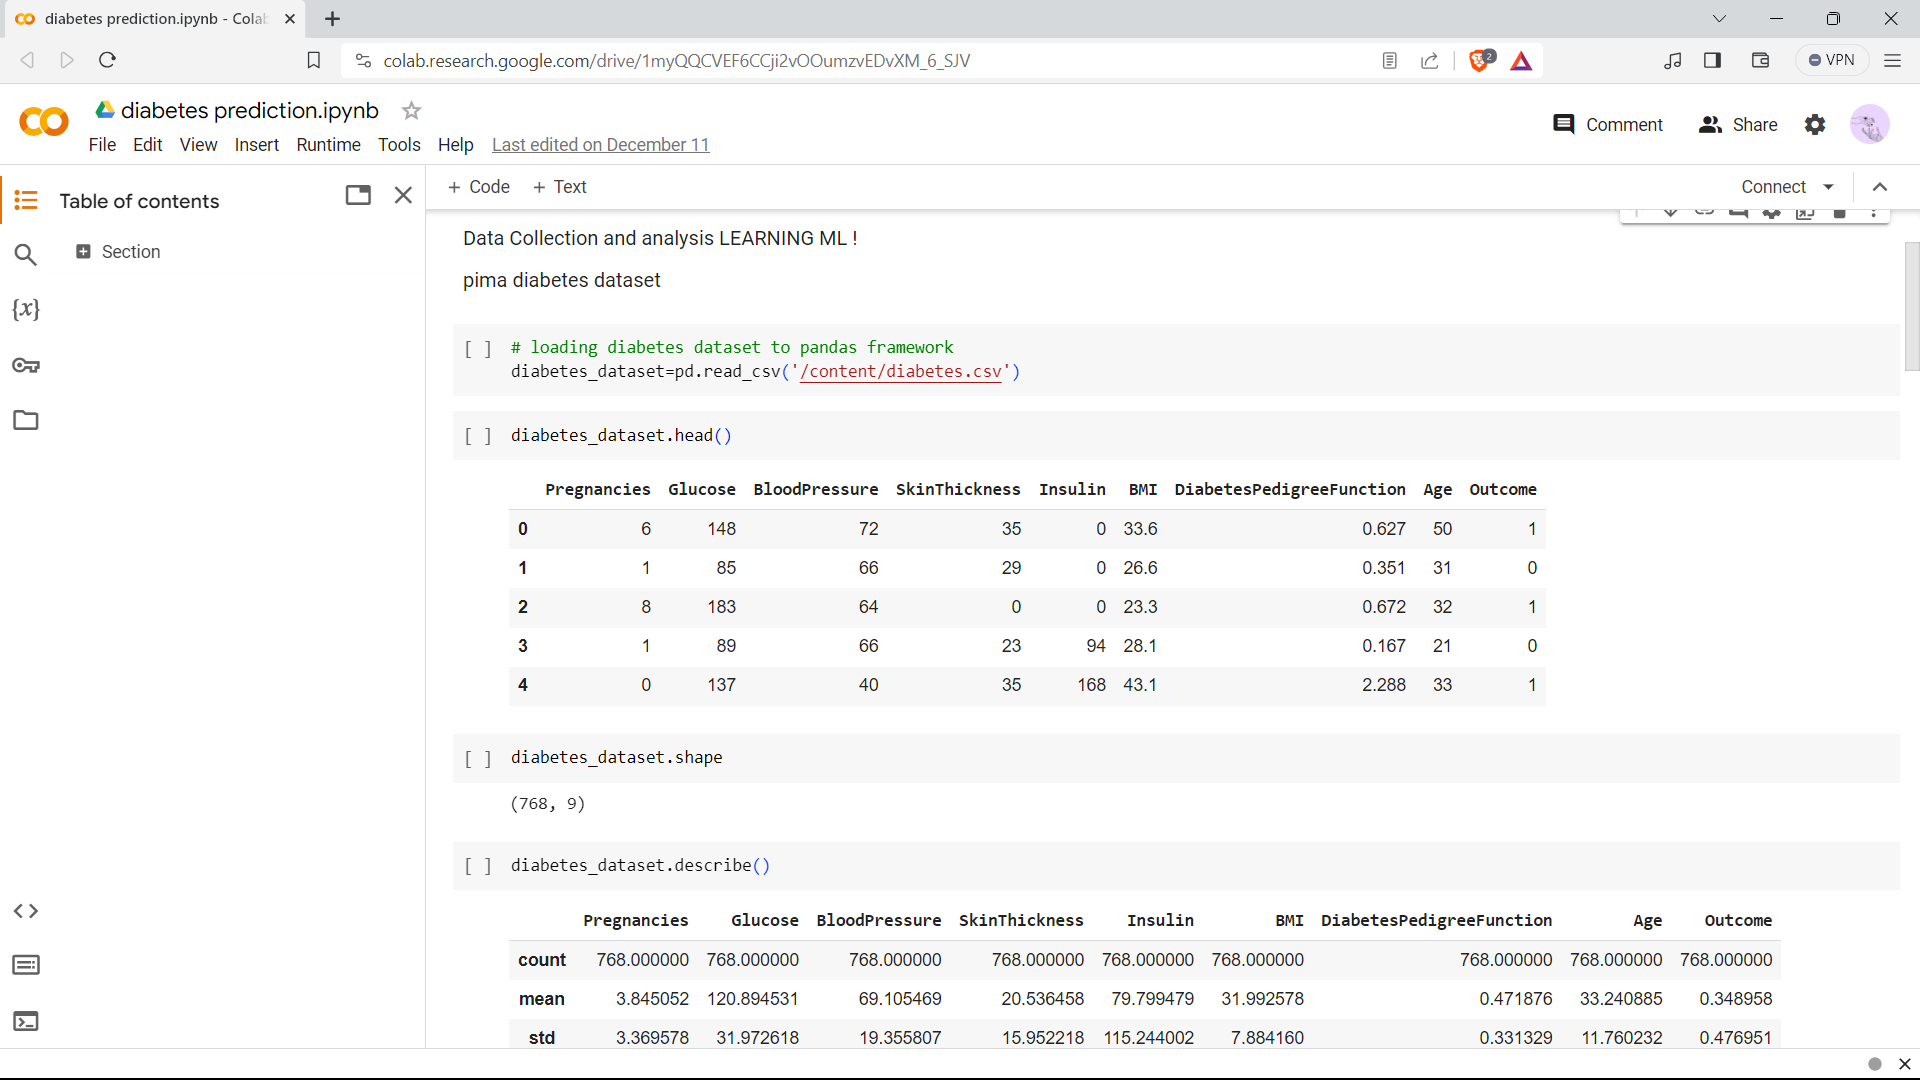 diabetes prediction.ipynb - Cola
colab.research.google.com/drive/1myQQCVEF6CCji2vOOumzvEDvXM_6_SJV
2
VPN
diabetes prediction.ipynb
File Edit View Insert Runtime Tools Help Last edited on December 11
Comment Share
Table of contents
Section
+ Code + Text
Connect
Data Collection and analysis LEARNING ML !
pima diabetes dataset
[ ] # loading diabetes dataset to pandas framework
diabetes_dataset=pd.read_csv('/content/diabetes.csv')
[ ] diabetes_dataset.head()
Pregnancies Glucose BloodPressure SkinThickness Insulin BMI DiabetesPedigreeFunction Age Outcome
0 6 148 72 35 0 33.6 0.627 50 1
1 1 85 66 29 0 26.6 0.351 31 0
2 8 183 64 0 0 23.3 0.672 32 1
3 1 89 66 23 94 28.1 0.167 21 0
4 0 137 40 35 168 43.1 2.288 33 1
[ ] diabetes_dataset.shape
(768, 9)
[ ] diabetes_dataset.describe()
Pregnancies Glucose BloodPressure SkinThickness Insulin BMI DiabetesPedigreeFunction Age Outcome
count 768.000000 768.000000 768.000000 768.000000 768.000000 768.000000 768.000000 768.000000 768.000000
mean 3.845052 120.894531 69.105469 20.536458 79.799479 31.992578 0.471876 33.240885 0.348958
std 3.369578 31.972618 19.355807 15.952218 115.244002 7.884160 0.331329 11.760232 0.476951